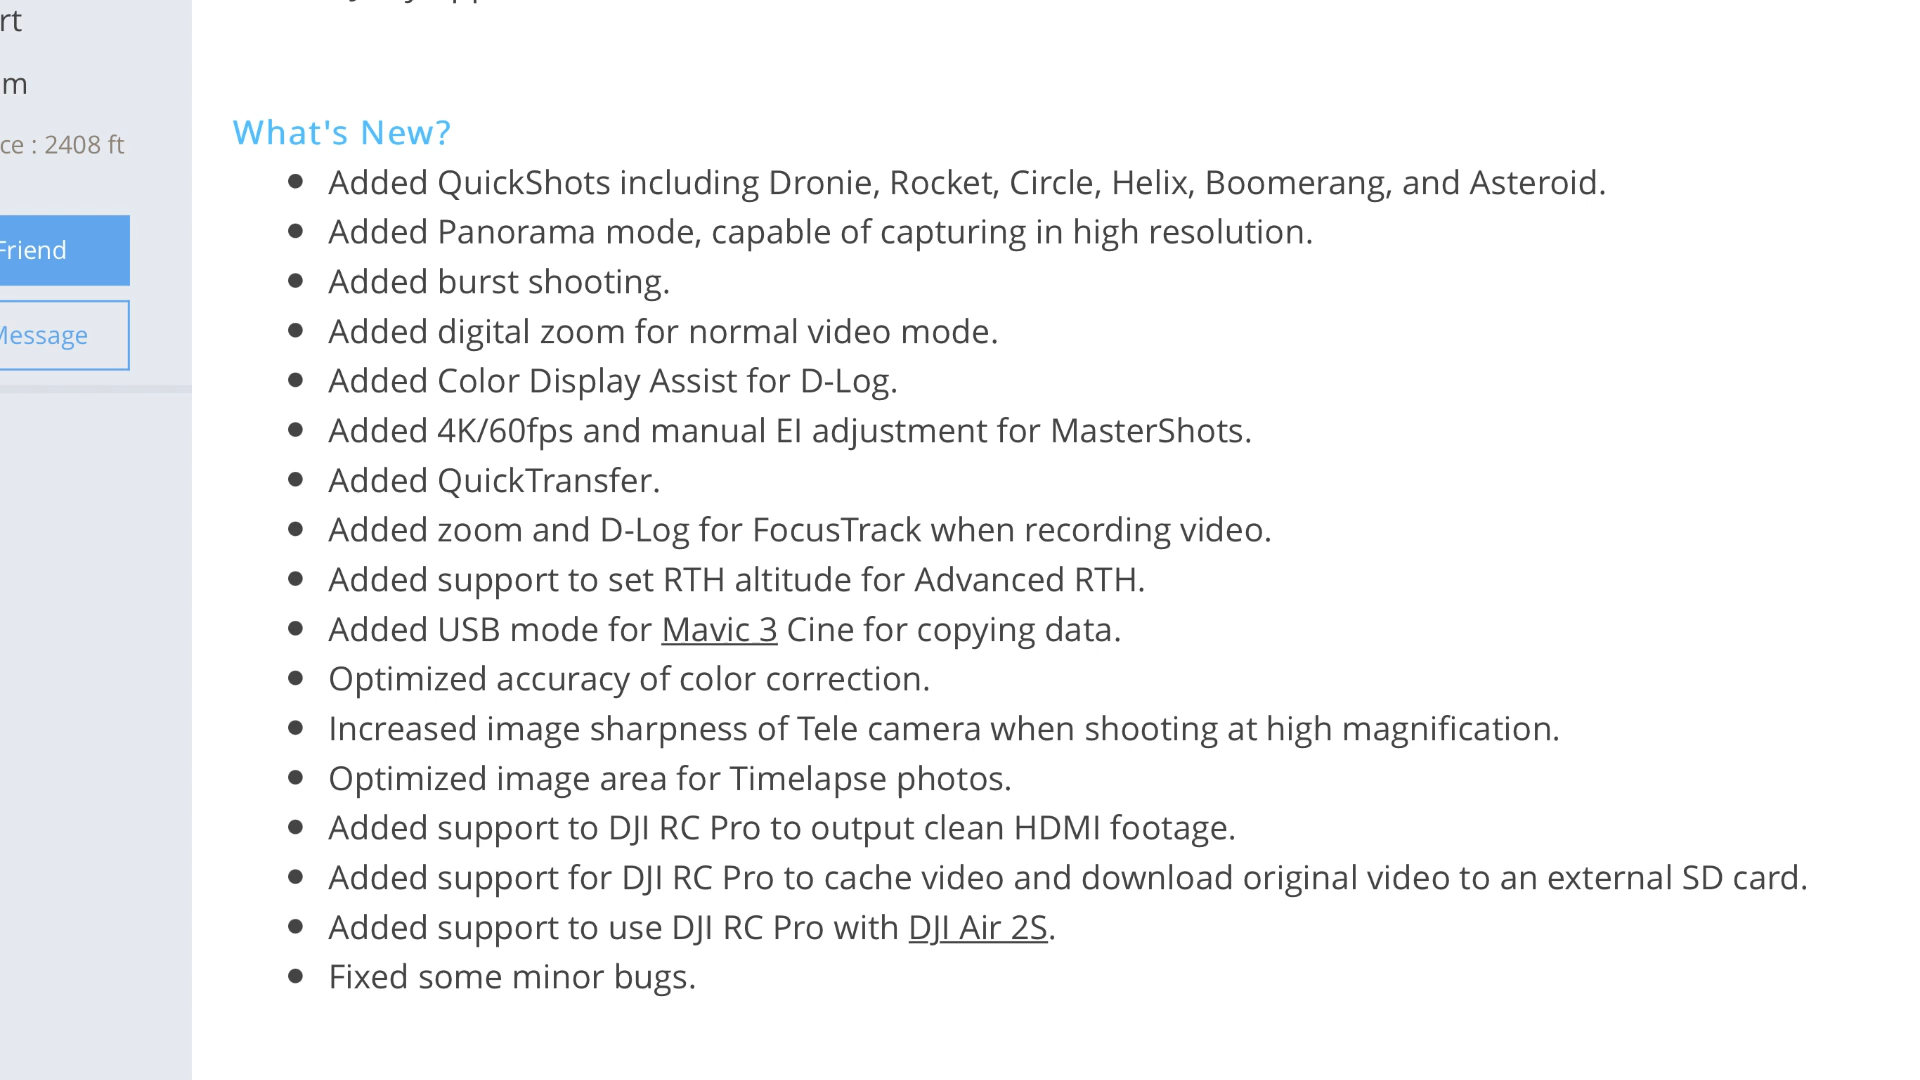 rt
m
ce : 2408 ft
Friend
Message
What's New?
Added QuickShots including Dronie, Rocket, Circle, Helix, Boomerang, and Asteroid.
Added Panorama mode, capable of capturing in high resolution.
Added burst shooting.
Added digital zoom for normal video mode.
Added Color Display Assist for D-Log.
Added 4K/60fps and manual EI adjustment for MasterShots.
Added QuickTransfer.
Added zoom and D-Log for FocusTrack when recording video.
Added support to set RTH altitude for Advanced RTH.
Added USB mode for Mavic 3 Cine for copying data.
Optimized accuracy of color correction.
Increased image sharpness of Tele camera when shooting at high magnification.
Optimized image area for Timelapse photos.
Added support to DJI RC Pro to output clean HDMI footage.
Added support for DJI RC Pro to cache video and download original video to an external SD card.
Added support to use DJI RC Pro with DJI Air 2S.
Fixed some minor bugs.